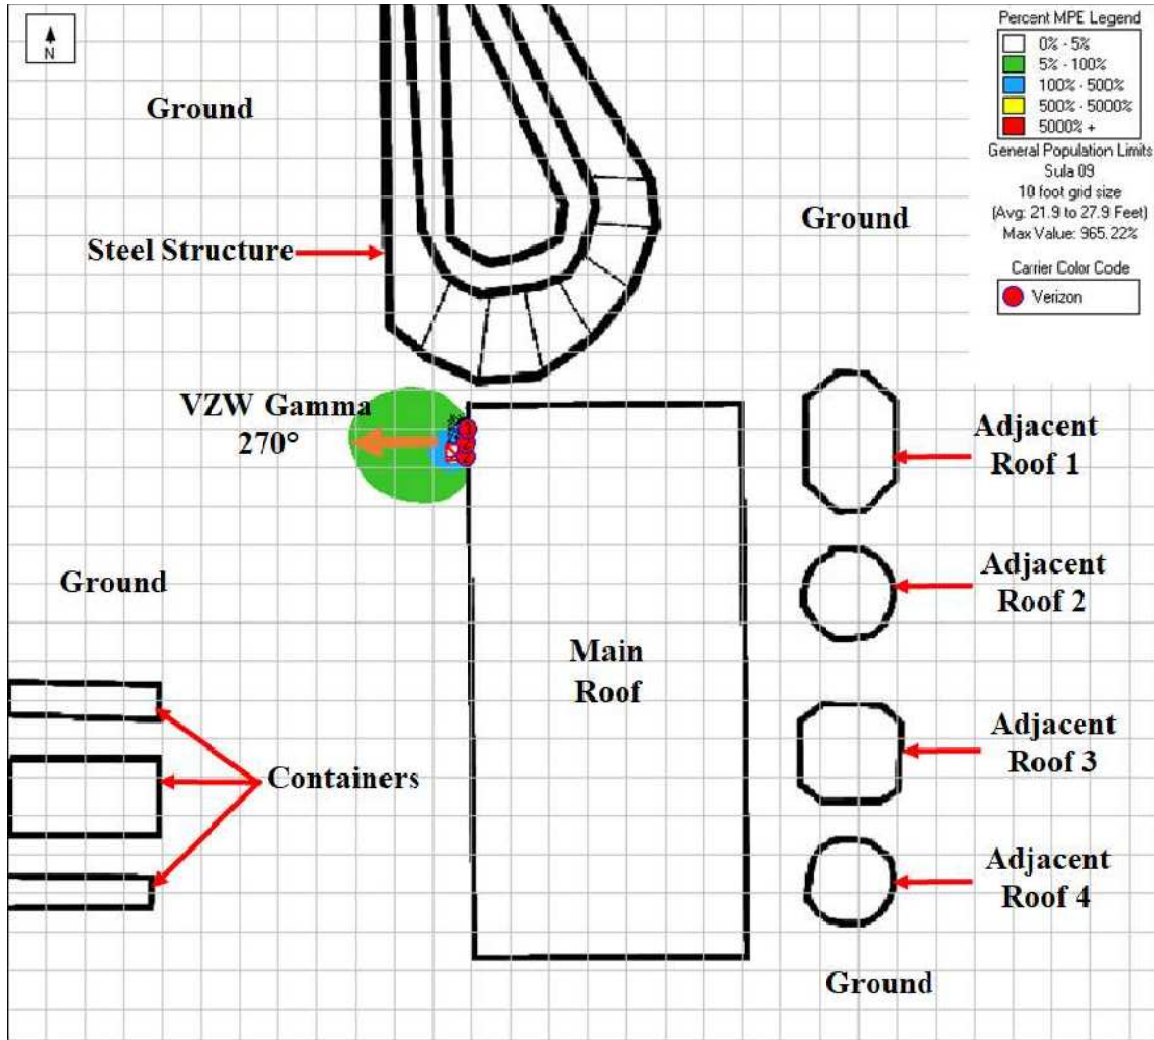 N
Percent MPE Legend
0% - 5%
5% - 100%
100% - 500%
500% - 5000%
5000% +
General Population Limits
Sula 09
10 foot grid size
(Avg: 21.9 to 27.9 Feet)
Max Value: 965.22%
Carrier Color Code
Verizon
Ground
Ground
Steel Structure
VZW Gamma
270°
Adjacent
Roof 1
Ground
Adjacent
Roof 2
Main
Roof
Adjacent
Roof 3
Containers
Adjacent
Roof 4
Ground